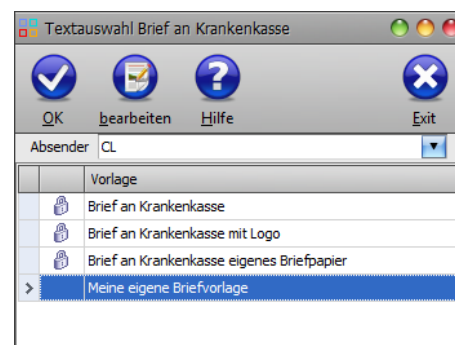 Textauswahl Brief an Krankenkasse
OK bearbeiten Hilfe Exit
Absender CL
Vorlage
Brief an Krankenkasse
Brief an Krankenkasse mit Logo
Brief an Krankenkasse eigenes Briefpapier
Meine eigene Briefvorlage